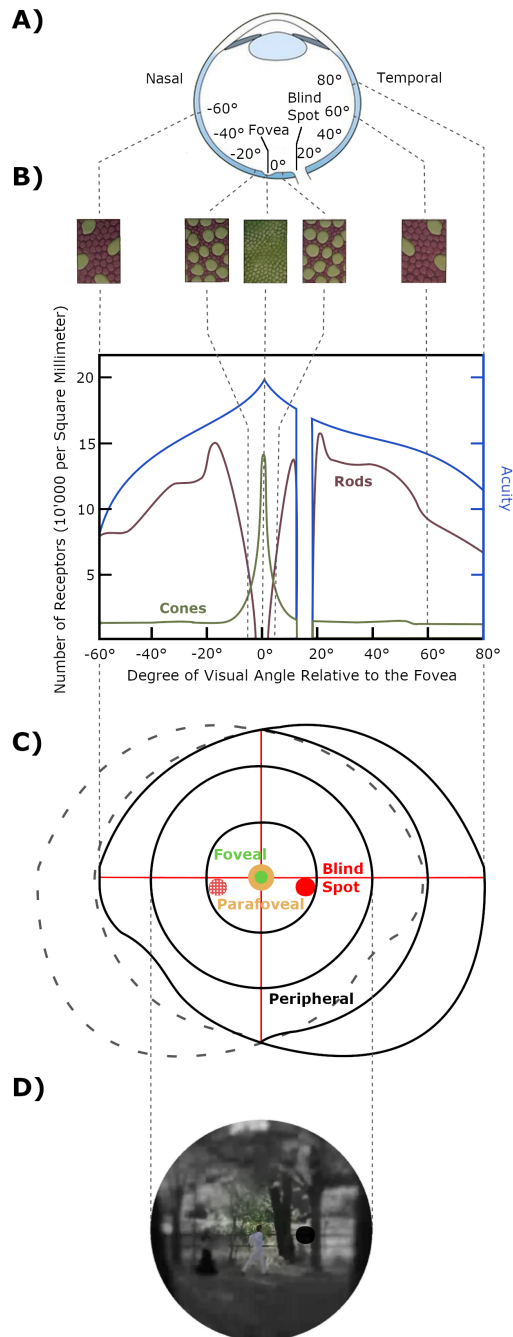 A)
Nasal
Temporal
80°
Blind
Spot
-60°
60°
-40°
Fovea
40°
-20°
0°
20°
B)
Number of Receptors (10'000 per Square Millimeter)
20
15
10
5
Rods
Cones
Acuity
-60°
-40°
-20°
0°
20°
40°
60°
80°
Degree of Visual Angle Relative to the Fovea
C)
Foveal
Blind
Spot
Parafoveal
Peripheral
D)